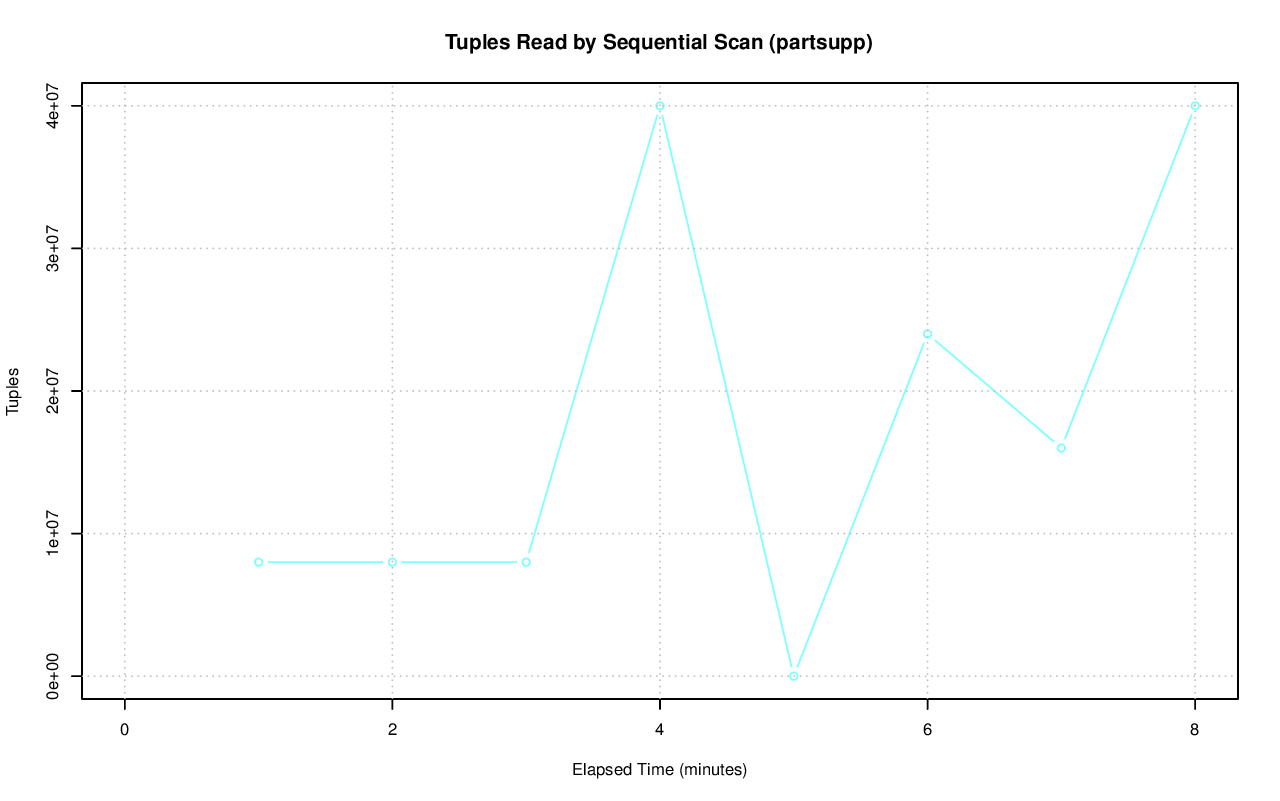 Tuples Read by Sequential Scan (partsupp)
Tuples
4e+07
3e+07
2e+07
1e+07
0e+00
0 2 4 6 8
Elapsed Time (minutes)